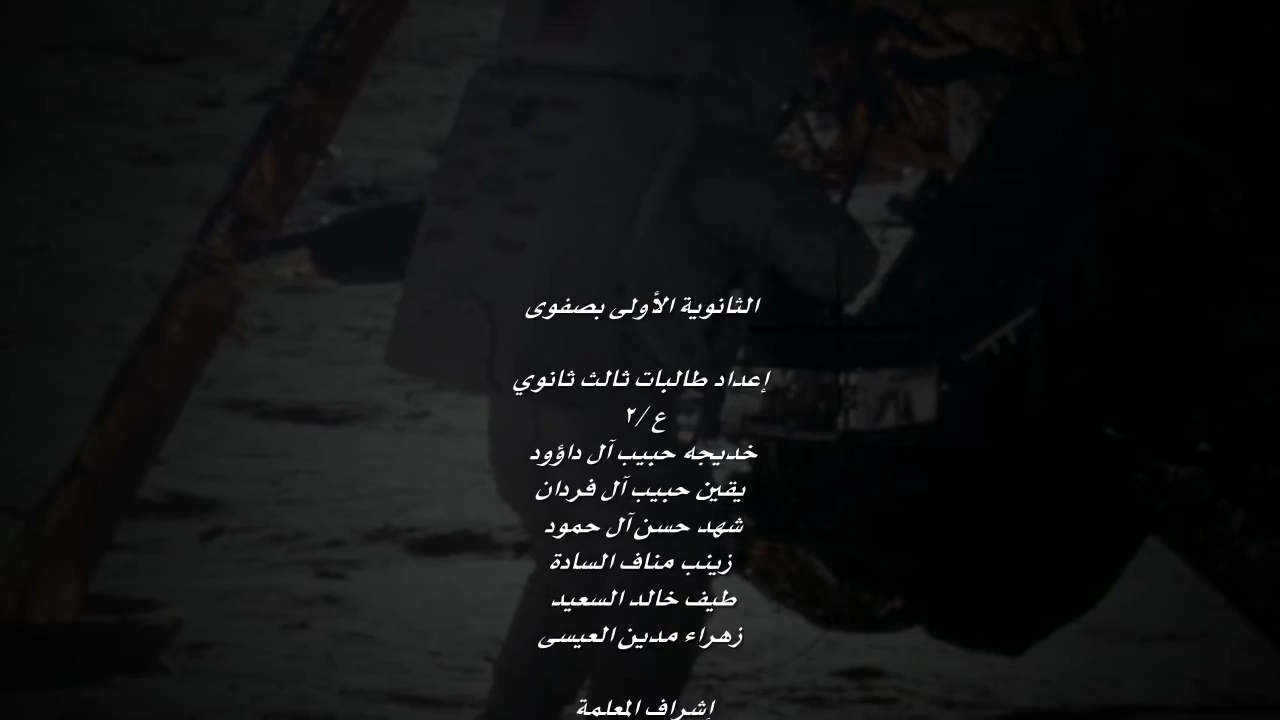 الثانوية الأولى بصفوى
إعداد طالبات ثالث ثانوي
ع /٢
خديجه حبيب آل داؤود
يقين حبيب آل فردان
شهد حسن آل حمود
زينب مناف السادة
طيف خالد السعيد
زهراء مدين العيسى
إشراف المعلمة